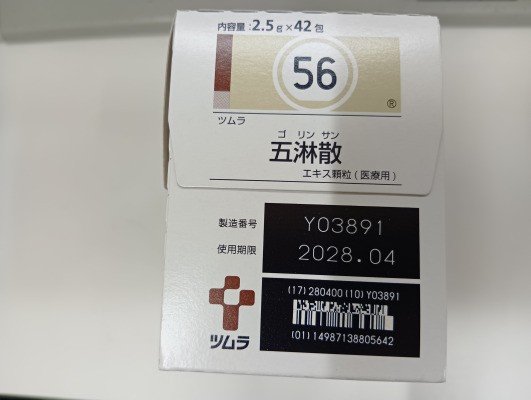 内容量:2.5g×42包
56
®
ツムラ
ゴ リン サン
五淋散
エキス顆粒(医療用)
製造番号 Y03891
使用期限 2028.04
(17)280400(10)Y03891
(01)14987138805642
ツムラ